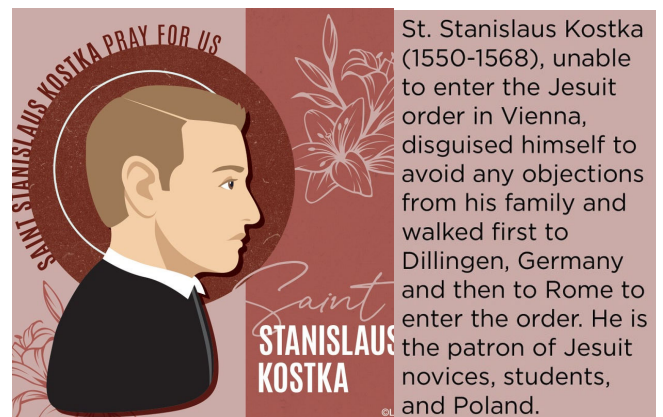 SAINT STANISLAUS KOSTKA PRAY FOR US
Saint
STANISLAUS
KOSTKA
©L
St. Stanislaus Kostka
(1550-1568), unable
to enter the Jesuit
order in Vienna,
disguised himself to
avoid any objections
from his family and
walked first to
Dillingen, Germany
and then to Rome to
enter the order. He is
the patron of Jesuit
novices, students,
and Poland.